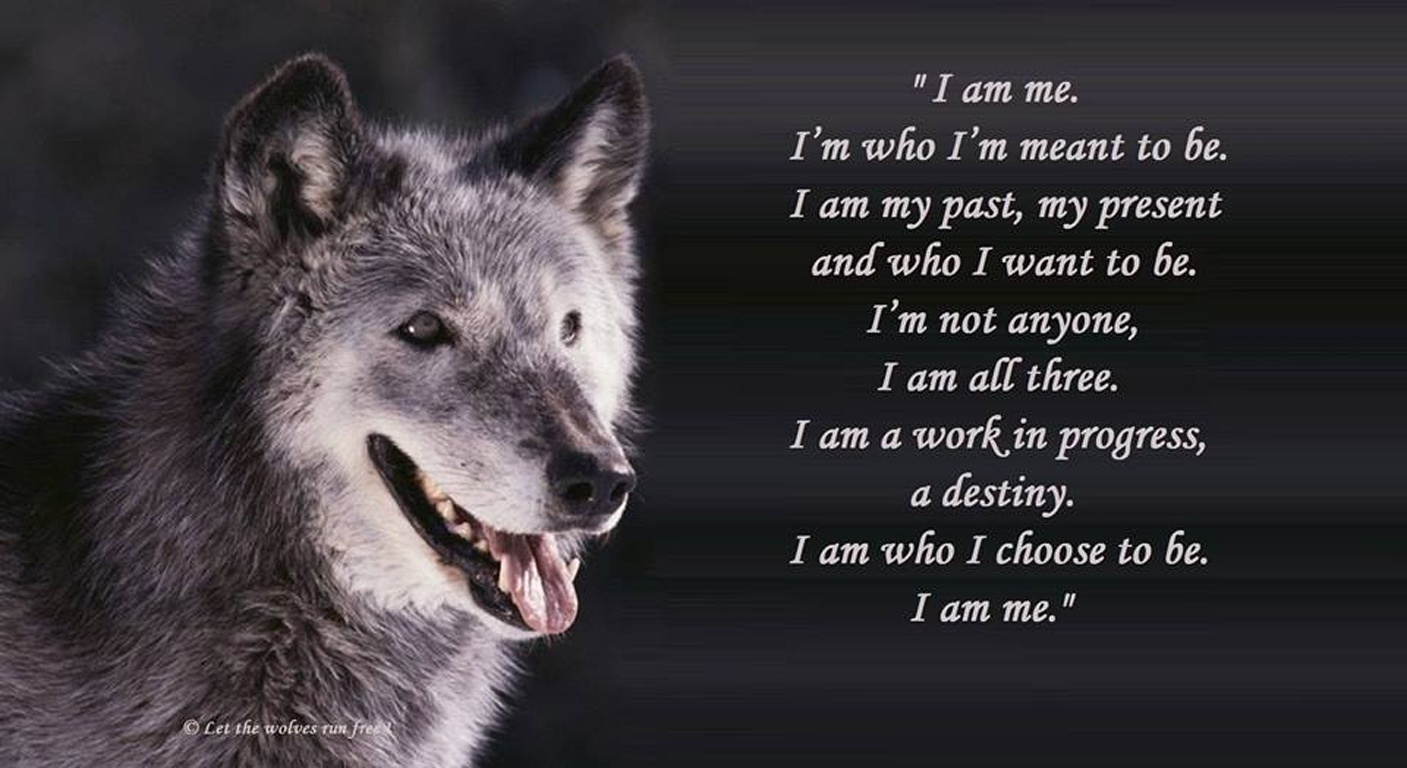 " I am me.
I’m who I’m meant to be.
I am my past, my present
and who I want to be.
I’m not anyone,
I am all three.
I am a work in progress,
a destiny.
I am who I choose to be.
I am me."
© Let the wolves run free !